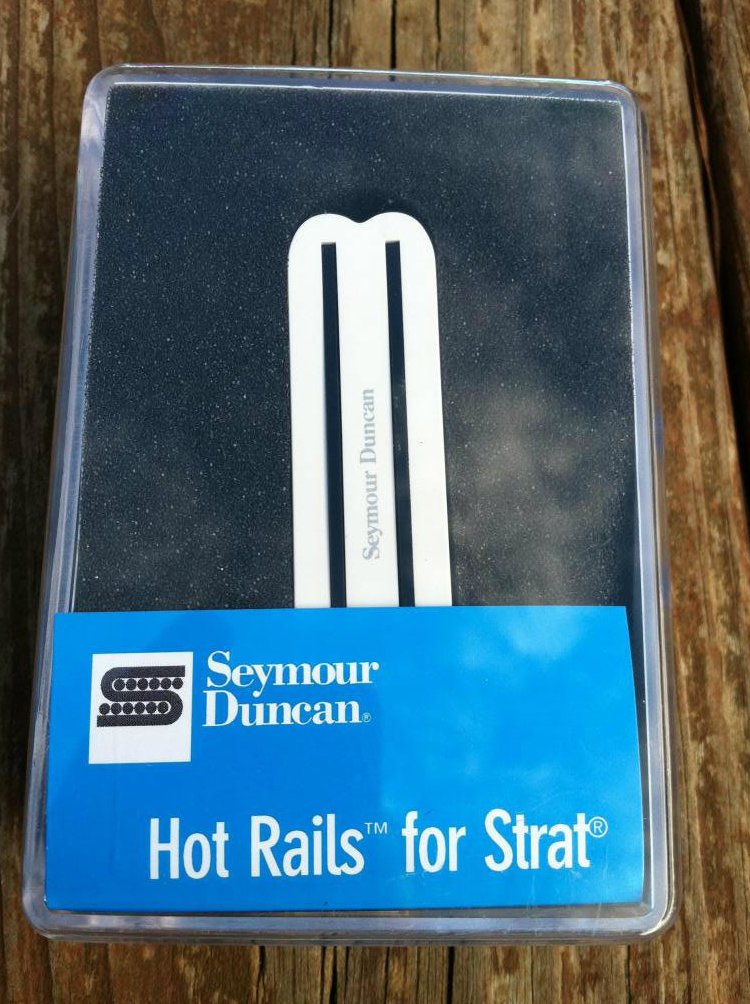 Seymour Duncan
Seymour
Duncan®
Hot Rails™ for Strat®